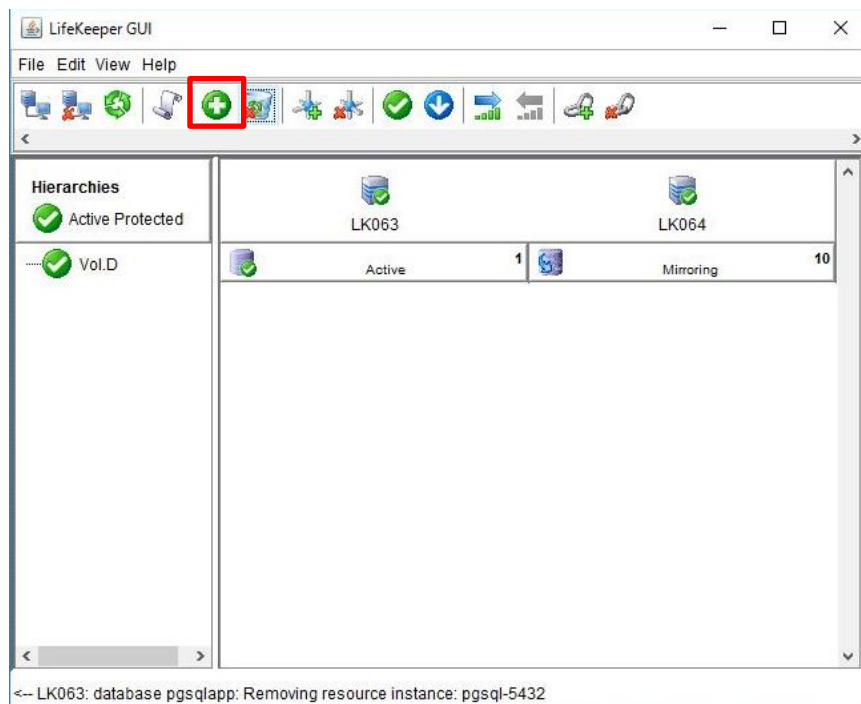 LifeKeeper GUI
File Edit View Help
Hierarchies
Active Protected
LK063
LK064
Vol.D
Active
1
Mirroring
10
<-- LK063: database pgsqlapp: Removing resource instance: pgsql-5432